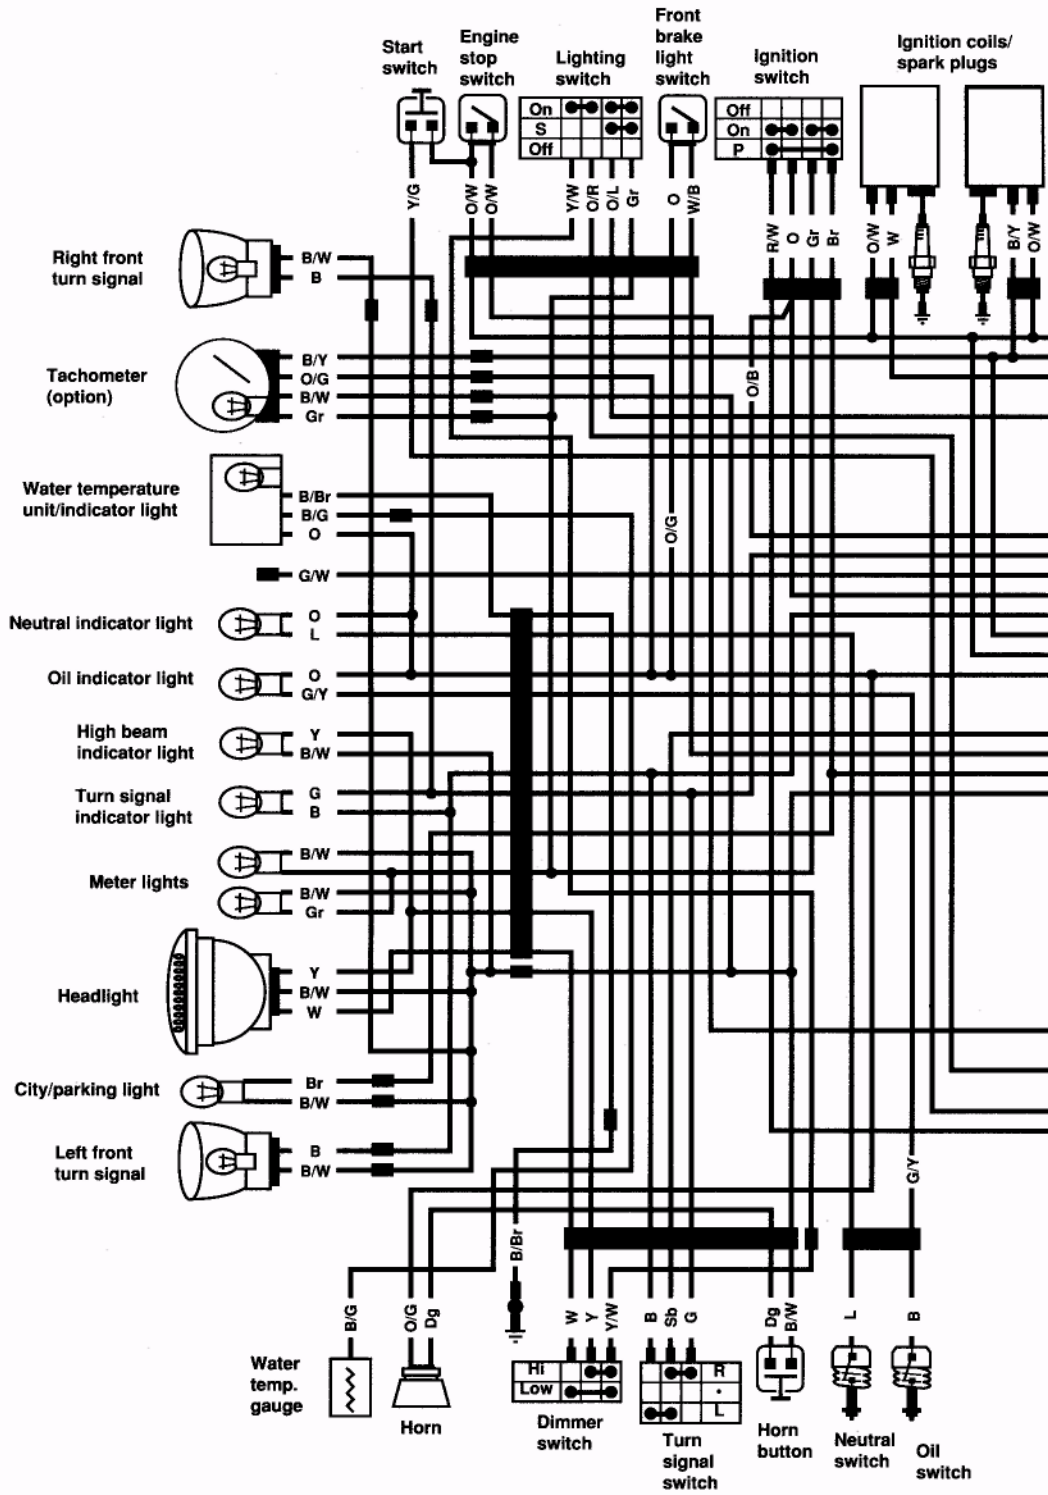 Start
switch
Engine
stop
switch
Lighting
switch
Front
brake
light
switch
Ignition
switch
Ignition coils/
spark plugs
On
S
Off
Off
On
P
Y/G
O/W
O/W
Y/W
O/R
O/L
Gr
O
W/B
R/W
O
Gr
Br
O/W
W
B/Y
O/W
Right front
turn signal
B/W
B
Tachometer
(option)
B/Y
O/G
B/W
Gr
O/B
Water temperature
unit/indicator light
B/Br
B/G
O
O/G
G/W
Neutral indicator light
O
L
Oil indicator light
O
G/Y
High beam
indicator light
Y
B/W
Turn signal
indicator light
G
B
Meter lights
B/W
B/W
Gr
Headlight
Y
B/W
W
City/parking light
Br
B/W
Left front
turn signal
B
B/W
G/Y
B/Br
B/G
O/G
Dg
W
Y
Y/W
B
Sb
G
Dg
B/W
L
B
Water
temp.
gauge
Horn
Hi
Low
Dimmer
switch
R
L
Turn
signal
switch
Horn
button
Neutral
switch
Oil
switch